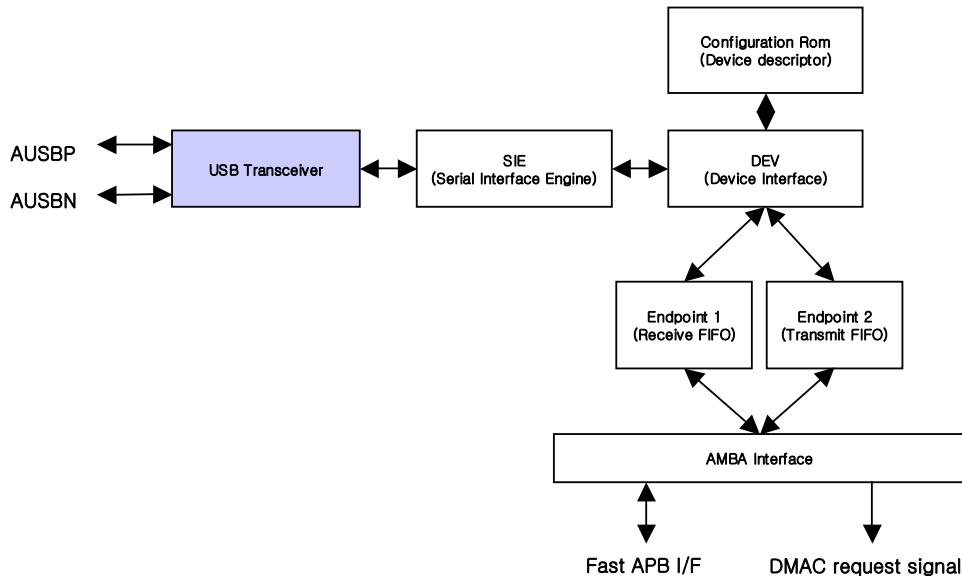 Configuration Rom
(Device descriptor)
AUSBP
AUSBN
USB Transceiver
SIE
(Serial Interface Engine)
DEV
(Device Interface)
Endpoint 1
(Receive FIFO)
Endpoint 2
(Transmit FIFO)
AMBA Interface
Fast APB I/F
DMAC request signal